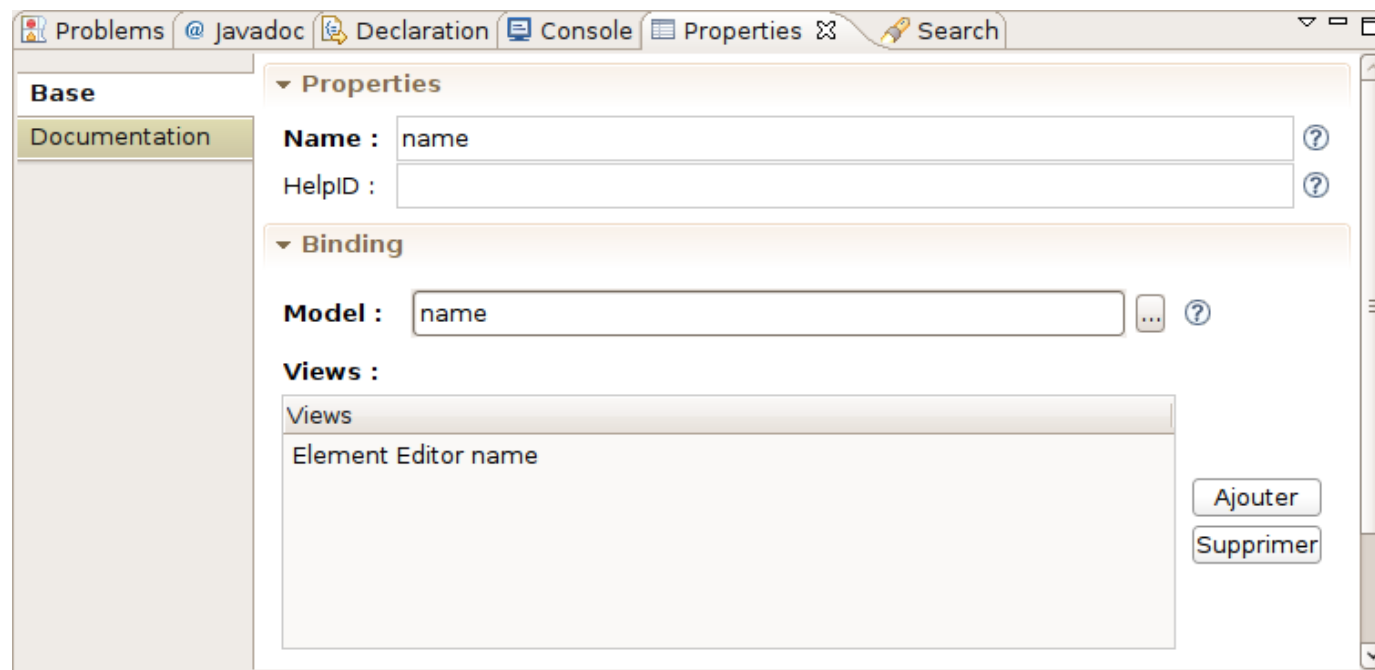 Problems @ Javadoc Declaration Console Properties Search
Base
Documentation
Properties
Name : name
HelpID :
Binding
Model : name ...
Views :
Views
Element Editor name
Ajouter
Supprimer